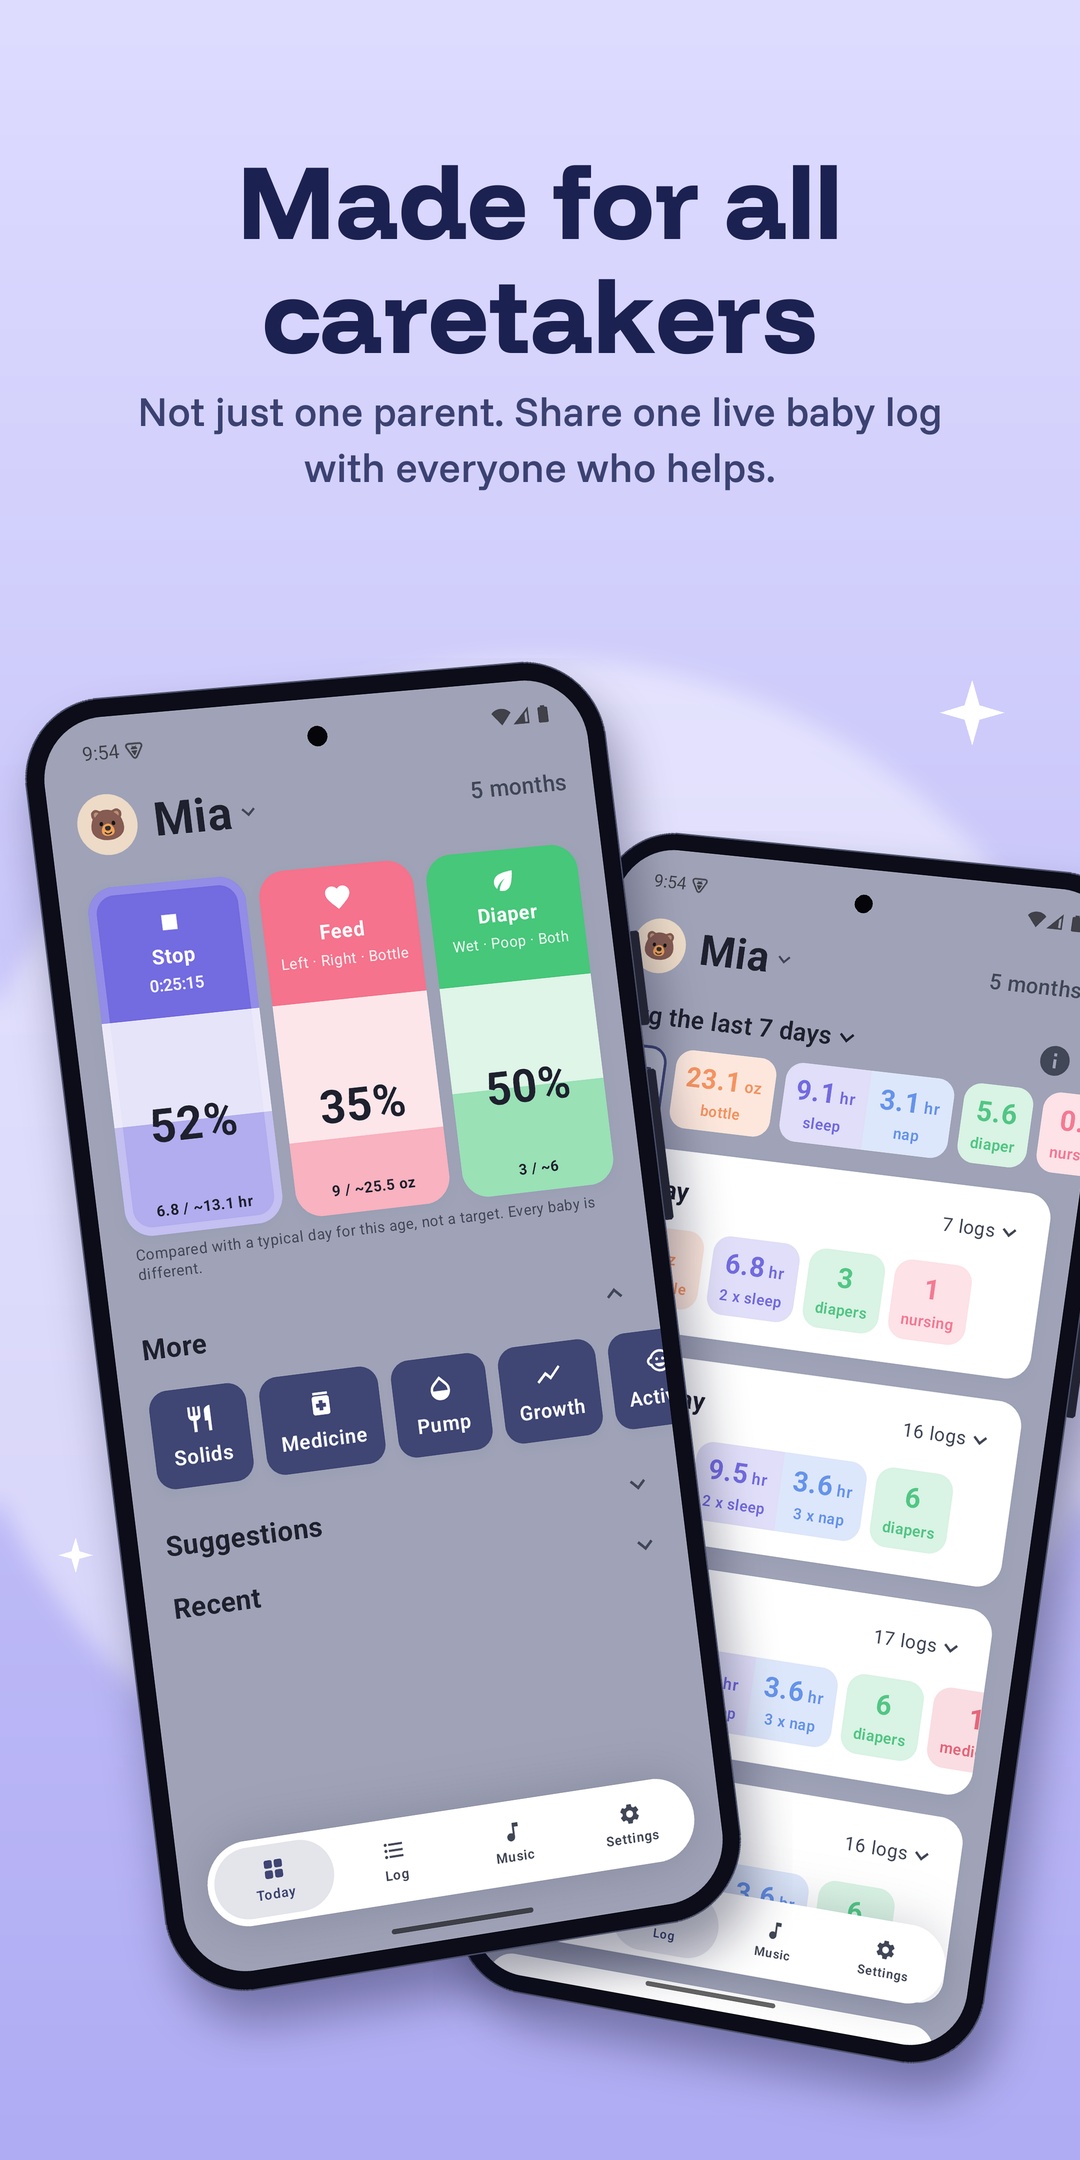 Made for all
caretakers
Not just one parent. Share one live baby log
with everyone who helps.
9:54
Mia
5 months
Stop
0:25:15
52%
6.8 / ~13.1 hr
Feed
Left · Right · Bottle
35%
9 / ~25.5 oz
Diaper
Wet · Poop · Both
50%
3 / ~6
Compared with a typical day for this age, not a target. Every baby is
different.
More
Solids
Medicine
Pump
Growth
Suggestions
Recent
Today
Log
Music
Settings
9:54
Mia
5 months
the last 7 days
23.1 oz
bottle
9.1 hr
sleep
3.1 hr
nap
5.6
diaper
7 logs
6.8 hr
2 x sleep
3
diapers
1
nursing
16 logs
9.5 hr
2 x sleep
3.6 hr
3 x nap
6
diapers
17 logs
hr
3.6 hr
3 x nap
6
diapers
1
16 logs
3.6 hr
6
Log
Music
Settings